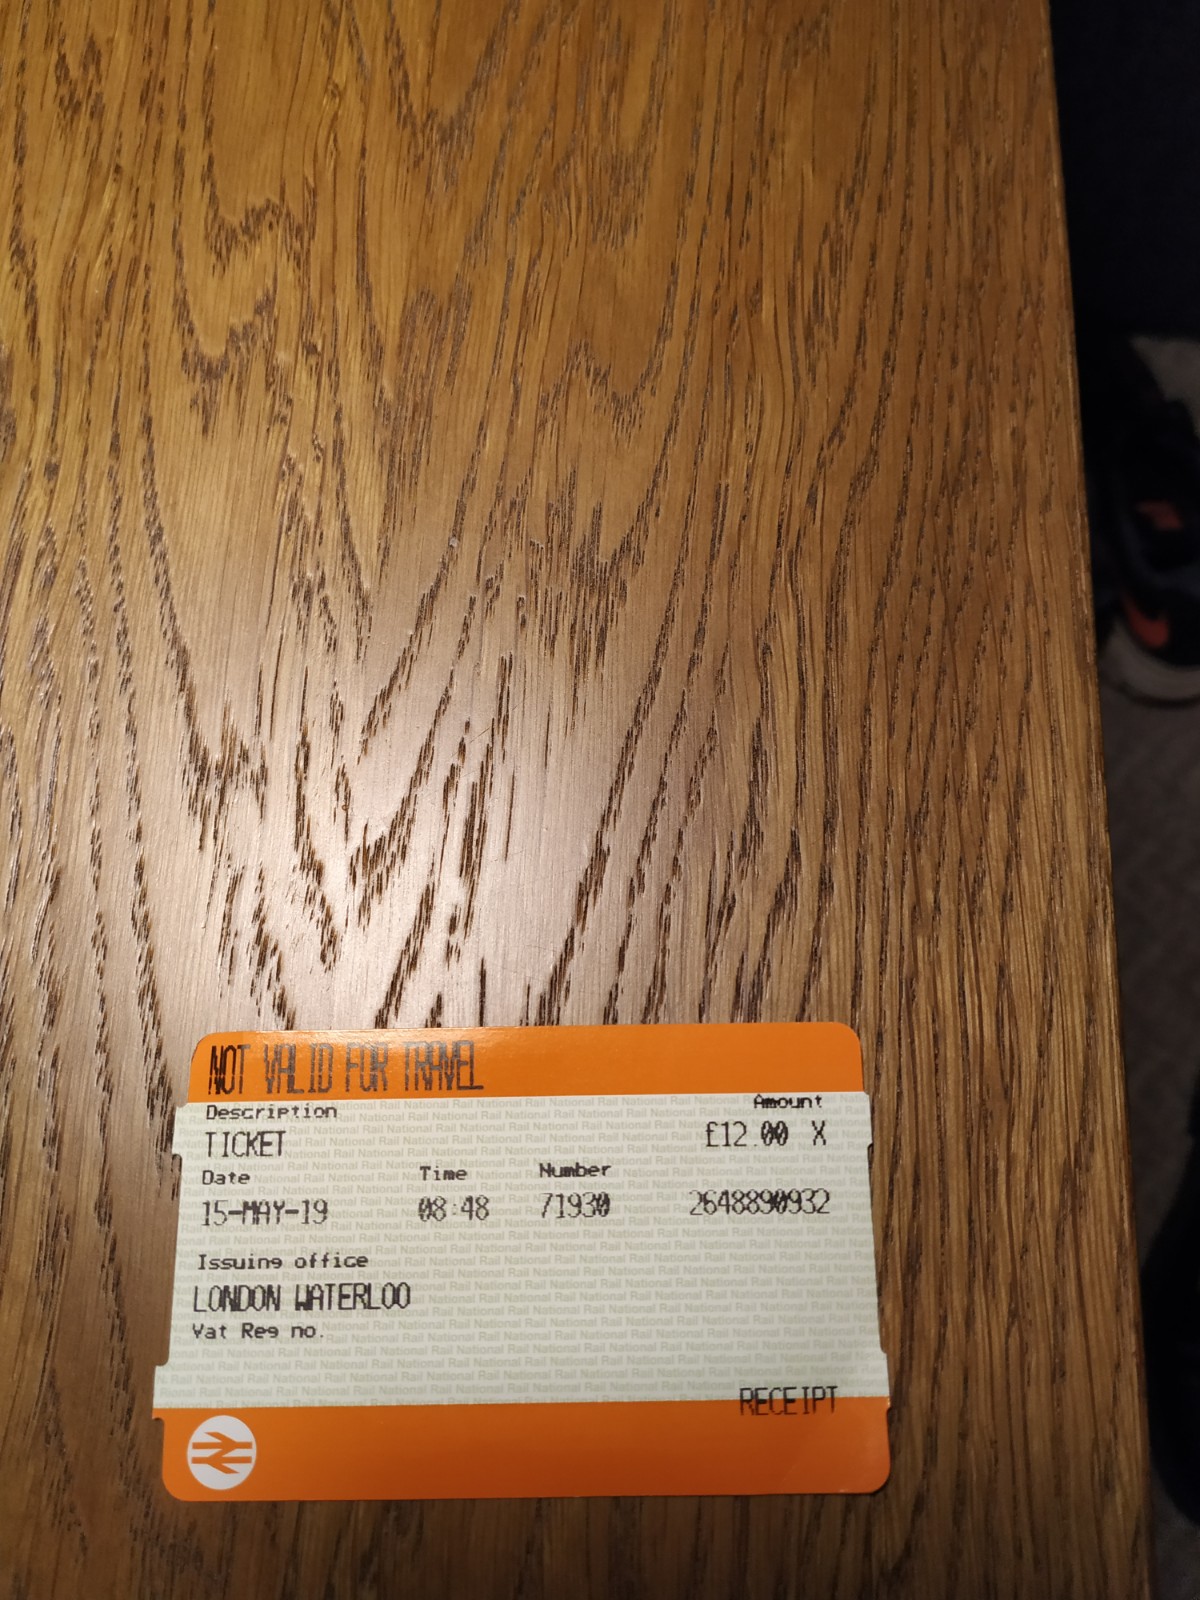 NOT VALID FOR TRAVEL
Description Amount
TICKET £12.00 X
Date Time Number
15-MAY-19 08:48 71930 2648890932
Issuing office
LONDON WATERLOO
Vat Reg no.
RECEIPT